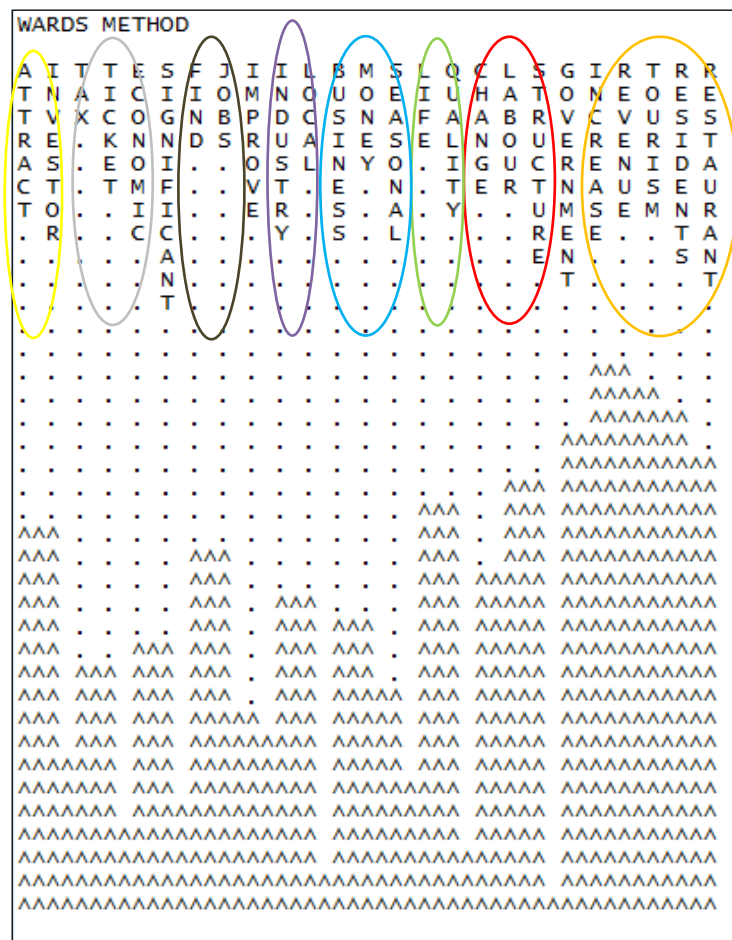 WARDS METHOD
ATTRACT
INVESTOR
TAX
TICKET
ECONOMIC
SIGNIFICANT
FIND
JOBS
IMPROVE
INDUSTRY
LOCAL
BUSINESS
MONEY
SEASONAL
LIFE
QUALITY
CHANGE
LABOUR
STRUCTURE
GOVERNMENT
INCREASE
REVENUE
TOURISM
RESIDENTS
RESTAURANT